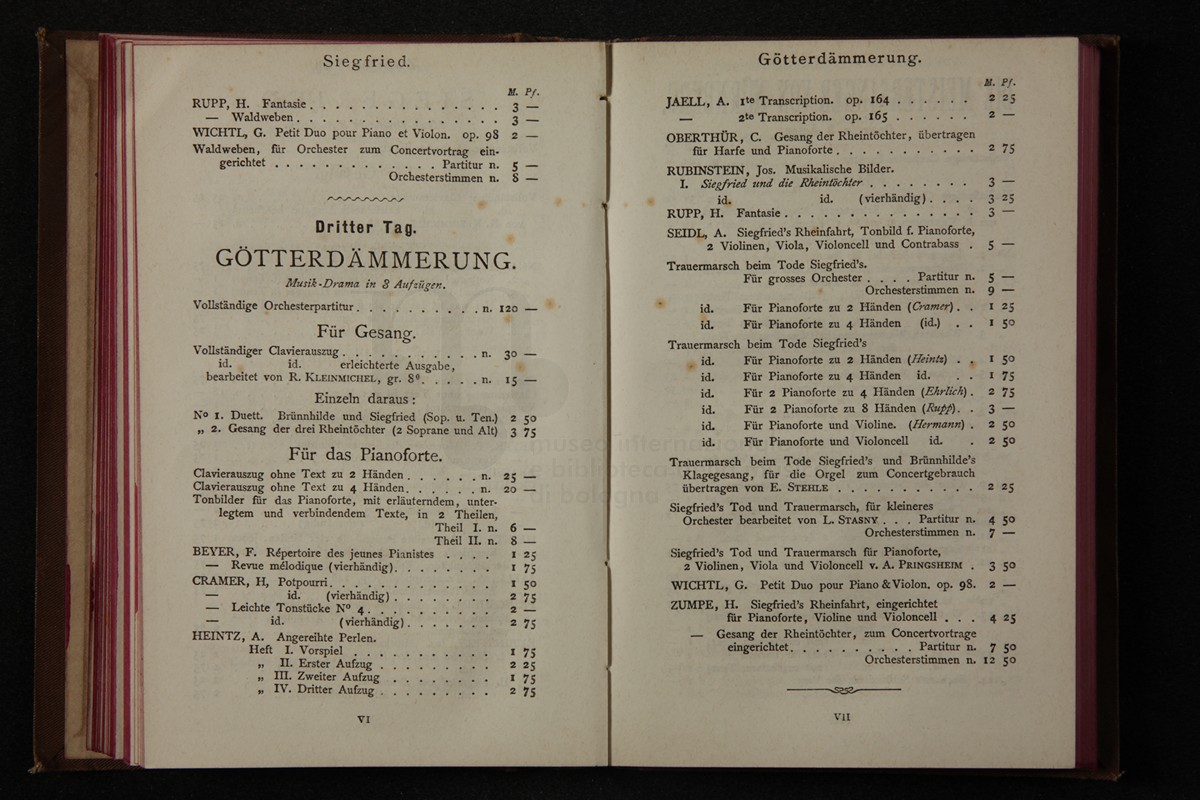 Siegfried.
M. Pf.
RUPP, H. Fantasie . . . . . . . . . . . . . . . 3 —
— Waldweben . . . . . . . . . . . . . . . . 3 —
WICHTL, G. Petit Duo pour Piano et Violon. op. 98 2 —
Waldweben, für Orchester zum Concertvortrag ein-
gerichtet . . . . . . . . . . . . . Partitur n. 5 —
Orchesterstimmen n. 8 —
Dritter Tag.
GÖTTERDÄMMERUNG.
Musik-Drama in 3 Aufzügen.
Vollständige Orchesterpartitur . . . . . . . . . . n. 120 —
Für Gesang.
Vollständiger Clavierauszug . . . . . . . . . . . n. 30 —
id. id. erleichterte Ausgabe,
bearbeitet von R. KLEINMICHEL, gr. 8º. . . . . . n. 15 —
Einzeln daraus:
Nº 1. Duett. Brünnhilde und Siegfried (Sop. u. Ten.) 2 50
„ 2. Gesang der drei Rheintöchter (2 Soprane und Alt) 3 75
Für das Pianoforte.
Clavierauszug ohne Text zu 2 Händen . . . . . . n. 25 —
Clavierauszug ohne Text zu 4 Händen . . . . . . n. 20 —
Tonbilder für das Pianoforte, mit erläuterndem, unter-
legtem und verbindendem Texte, in 2 Theilen,
Theil I. n. 6 —
Theil II. n. 8 —
BEYER, F. Répertoire des jeunes Pianistes . . . . 1 25
— Revue mélodique (vierhändig) . . . . . . . . 1 75
CRAMER, H, Potpourri . . . . . . . . . . . . . 1 50
— id. (vierhändig) . . . . . . . . 2 75
— Leichte Tonstücke Nº 4 . . . . . . . . . . 2 —
— id. (vierhändig) . . . . . . . 2 75
HEINTZ, A. Angereihte Perlen.
Heft I. Vorspiel . . . . . . . . . . . 1 75
„ II. Erster Aufzug . . . . . . . . . 2 25
„ III. Zweiter Aufzug . . . . . . . . 1 75
„ IV. Dritter Aufzug . . . . . . . . . 2 75
VI
Götterdämmerung.
M. Pf.
JAELL, A. 1te Transcription. op. 164 . . . . . . 2 25
— 2te Transcription. op. 165 . . . . . . 2 —
OBERTHÜR, C. Gesang der Rheintöchter, übertragen
für Harfe und Pianoforte . . . . . . . . . . . 2 75
RUBINSTEIN, Jos. Musikalische Bilder.
I. Siegfried und die Rheintöchter . . . . . . . . 3 —
id. id. (vierhändig) . . . . 3 25
RUPP, H. Fantasie . . . . . . . . . . . . . . . 3 —
SEIDL, A. Siegfried's Rheinfahrt, Tonbild f. Pianoforte,
2 Violinen, Viola, Violoncell und Contrabass . 5 —
Trauermarsch beim Tode Siegfried's.
Für grosses Orchester . . . . Partitur n. 5 —
Orchesterstimmen n. 9 —
id. Für Pianoforte zu 2 Händen (Cramer) . . 1 25
id. Für Pianoforte zu 4 Händen (id.) . . 1 50
Trauermarsch beim Tode Siegfried's
id. Für Pianoforte zu 2 Händen (Heintz) . . 1 50
id. Für Pianoforte zu 4 Händen id. . . 1 75
id. Für 2 Pianoforte zu 4 Händen (Ehrlich) . 2 75
id. Für 2 Pianoforte zu 8 Händen (Rupp) . . 3 —
id. Für Pianoforte und Violine. (Hermann) . 2 50
id. Für Pianoforte und Violoncell id. . 2 50
Trauermarsch beim Tode Siegfried's und Brünnhilde's
Klagegesang, für die Orgel zum Concertgebrauch
übertragen von E. STEHLE . . . . . . . . . . . 2 25
Siegfried's Tod und Trauermarsch, für kleineres
Orchester bearbeitet von L. STASNY . . . Partitur n. 4 50
Orchesterstimmen n. 7 —
Siegfried's Tod und Trauermarsch für Pianoforte,
2 Violinen, Viola und Violoncell v. A. PRINGSHEIM . 3 50
WICHTL, G. Petit Duo pour Piano & Violon. op. 98. 2 —
ZUMPE, H. Siegfried's Rheinfahrt, eingerichtet
für Pianoforte, Violine und Violoncell . . . 4 25
— Gesang der Rheintöchter, zum Concertvortrage
eingerichtet . . . . . . . . . . Partitur n. 7 50
Orchesterstimmen n. 12 50
VII
museo internazionale
e biblioteca
di bologna